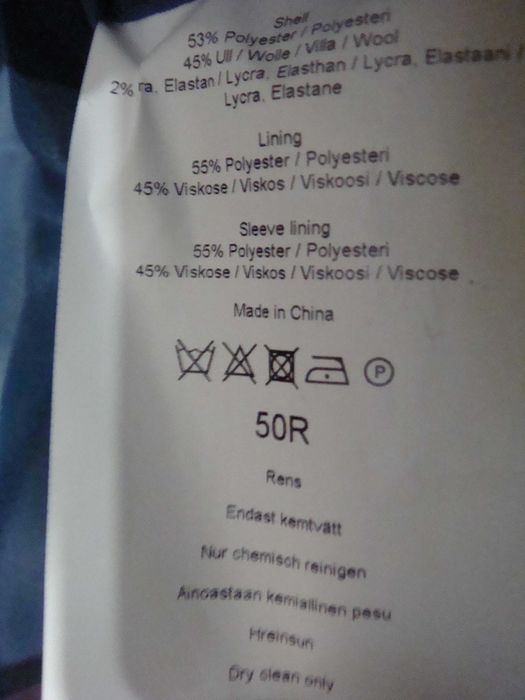 Shell
53% Polyester / Polyesteri
45% Ull / Wolle / Villa / Wool
2% ra, Elastan / Lycra, Elasthan / Lycra, Elastaani /
Lycra, Elastane
Lining
55% Polyester / Polyesteri
45% Viskose / Viskos / Viskoosi / Viscose
Sleeve lining
55% Polyester / Polyesteri
45% Viskose / Viskos / Viskoosi / Viscose
Made in China
P
50R
Rens
Endast kemtvätt
Nur chemisch reinigen
Ainoastaan kemiallinen pesu
Hreinsun
Dry clean only